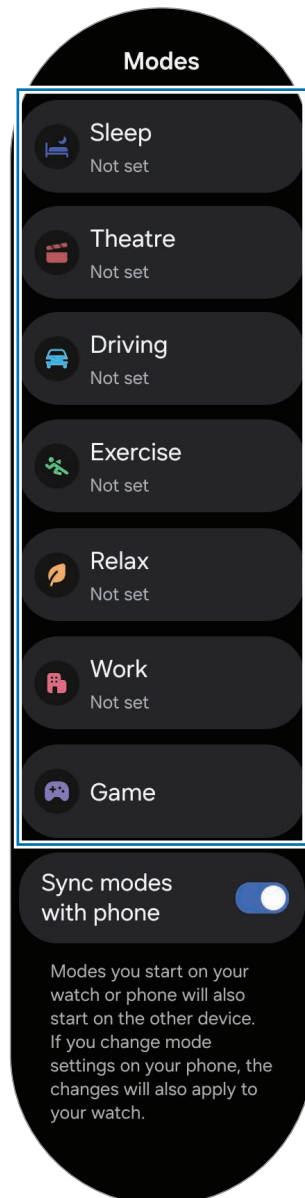 Modes
Sleep
Not set
Theatre
Not set
Driving
Not set
Exercise
Not set
Relax
Not set
Work
Not set
Game
Sync modes
with phone
Modes you start on your
watch or phone will also
start on the other device.
If you change mode
settings on your phone, the
changes will also apply to
your watch.